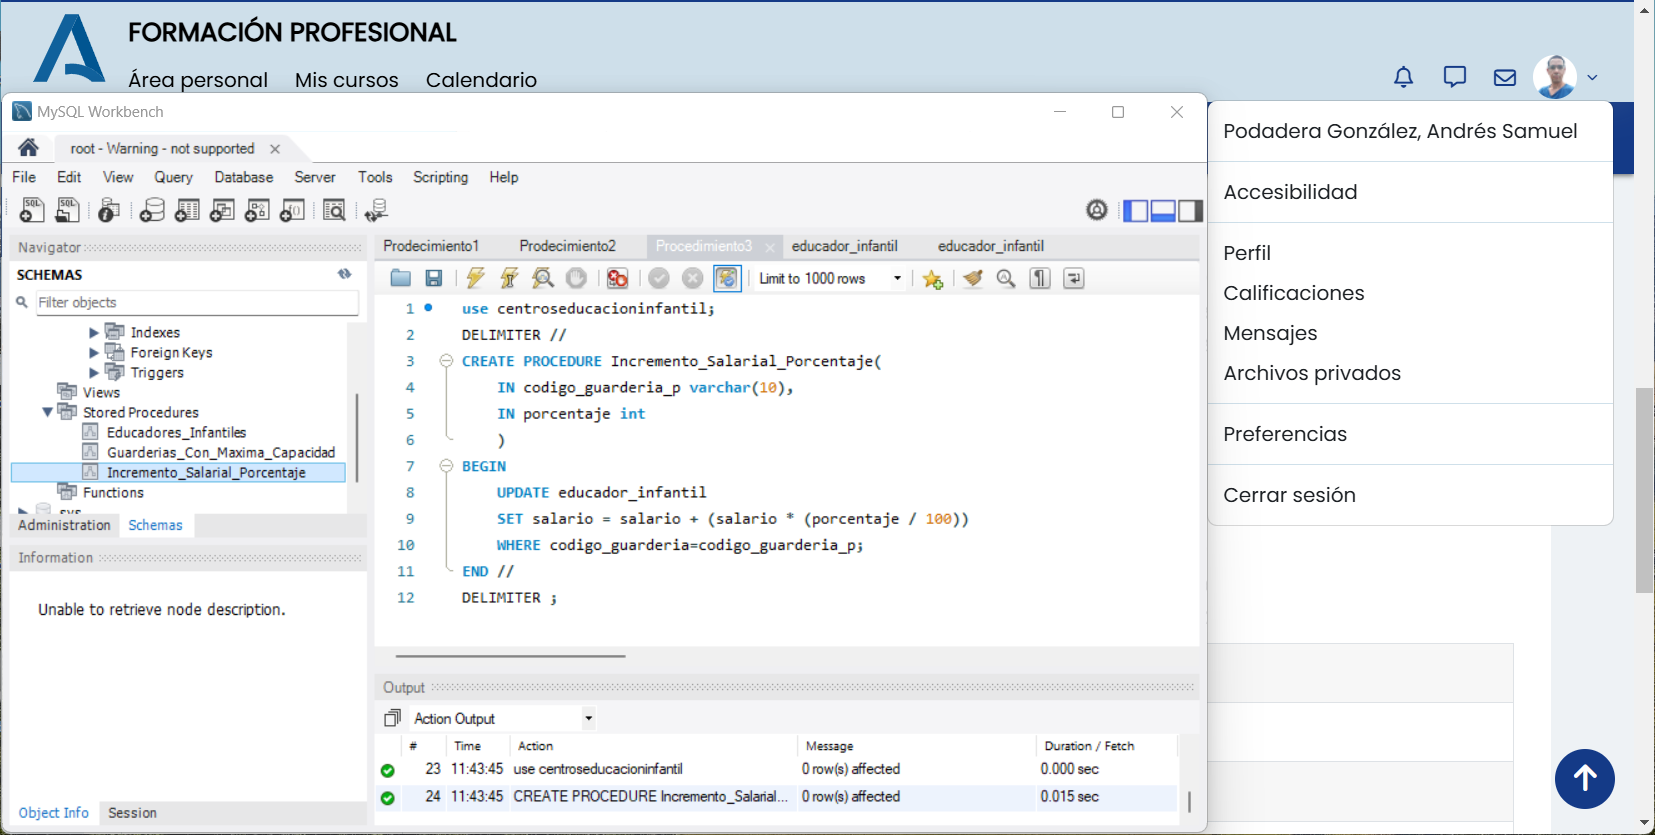 FORMACIÓN PROFESIONAL
Área personal Mis cursos Calendario
MySQL Workbench
root - Warning - not supported
File Edit View Query Database Server Tools Scripting Help
Navigator
SCHEMAS
Filter objects
Indexes
Foreign Keys
Triggers
Views
Stored Procedures
Educadores_Infantiles
Guarderias_Con_Maxima_Capacidad
Incremento_Salarial_Porcentaje
Functions
sys
Administration Schemas
Information
Unable to retrieve node description.
Object Info Session
Prodecimiento1 Prodecimiento2 Procedimiento3 educador_infantil educador_infantil
Limit to 1000 rows
1 use centroseducacioninfantil;
2 DELIMITER //
3 CREATE PROCEDURE Incremento_Salarial_Porcentaje(
4 IN codigo_guarderia_p varchar(10),
5 IN porcentaje int
6 )
7 BEGIN
8 UPDATE educador_infantil
9 SET salario = salario + (salario * (porcentaje / 100))
10 WHERE codigo_guarderia=codigo_guarderia_p;
11 END //
12 DELIMITER ;
Output
Action Output
# Time Action Message Duration / Fetch
23 11:43:45 use centroseducacioninfantil 0 row(s) affected 0.000 sec
24 11:43:45 CREATE PROCEDURE Incremento_Salarial... 0 row(s) affected 0.015 sec
Podadera González, Andrés Samuel
Accesibilidad
Perfil
Calificaciones
Mensajes
Archivos privados
Preferencias
Cerrar sesión